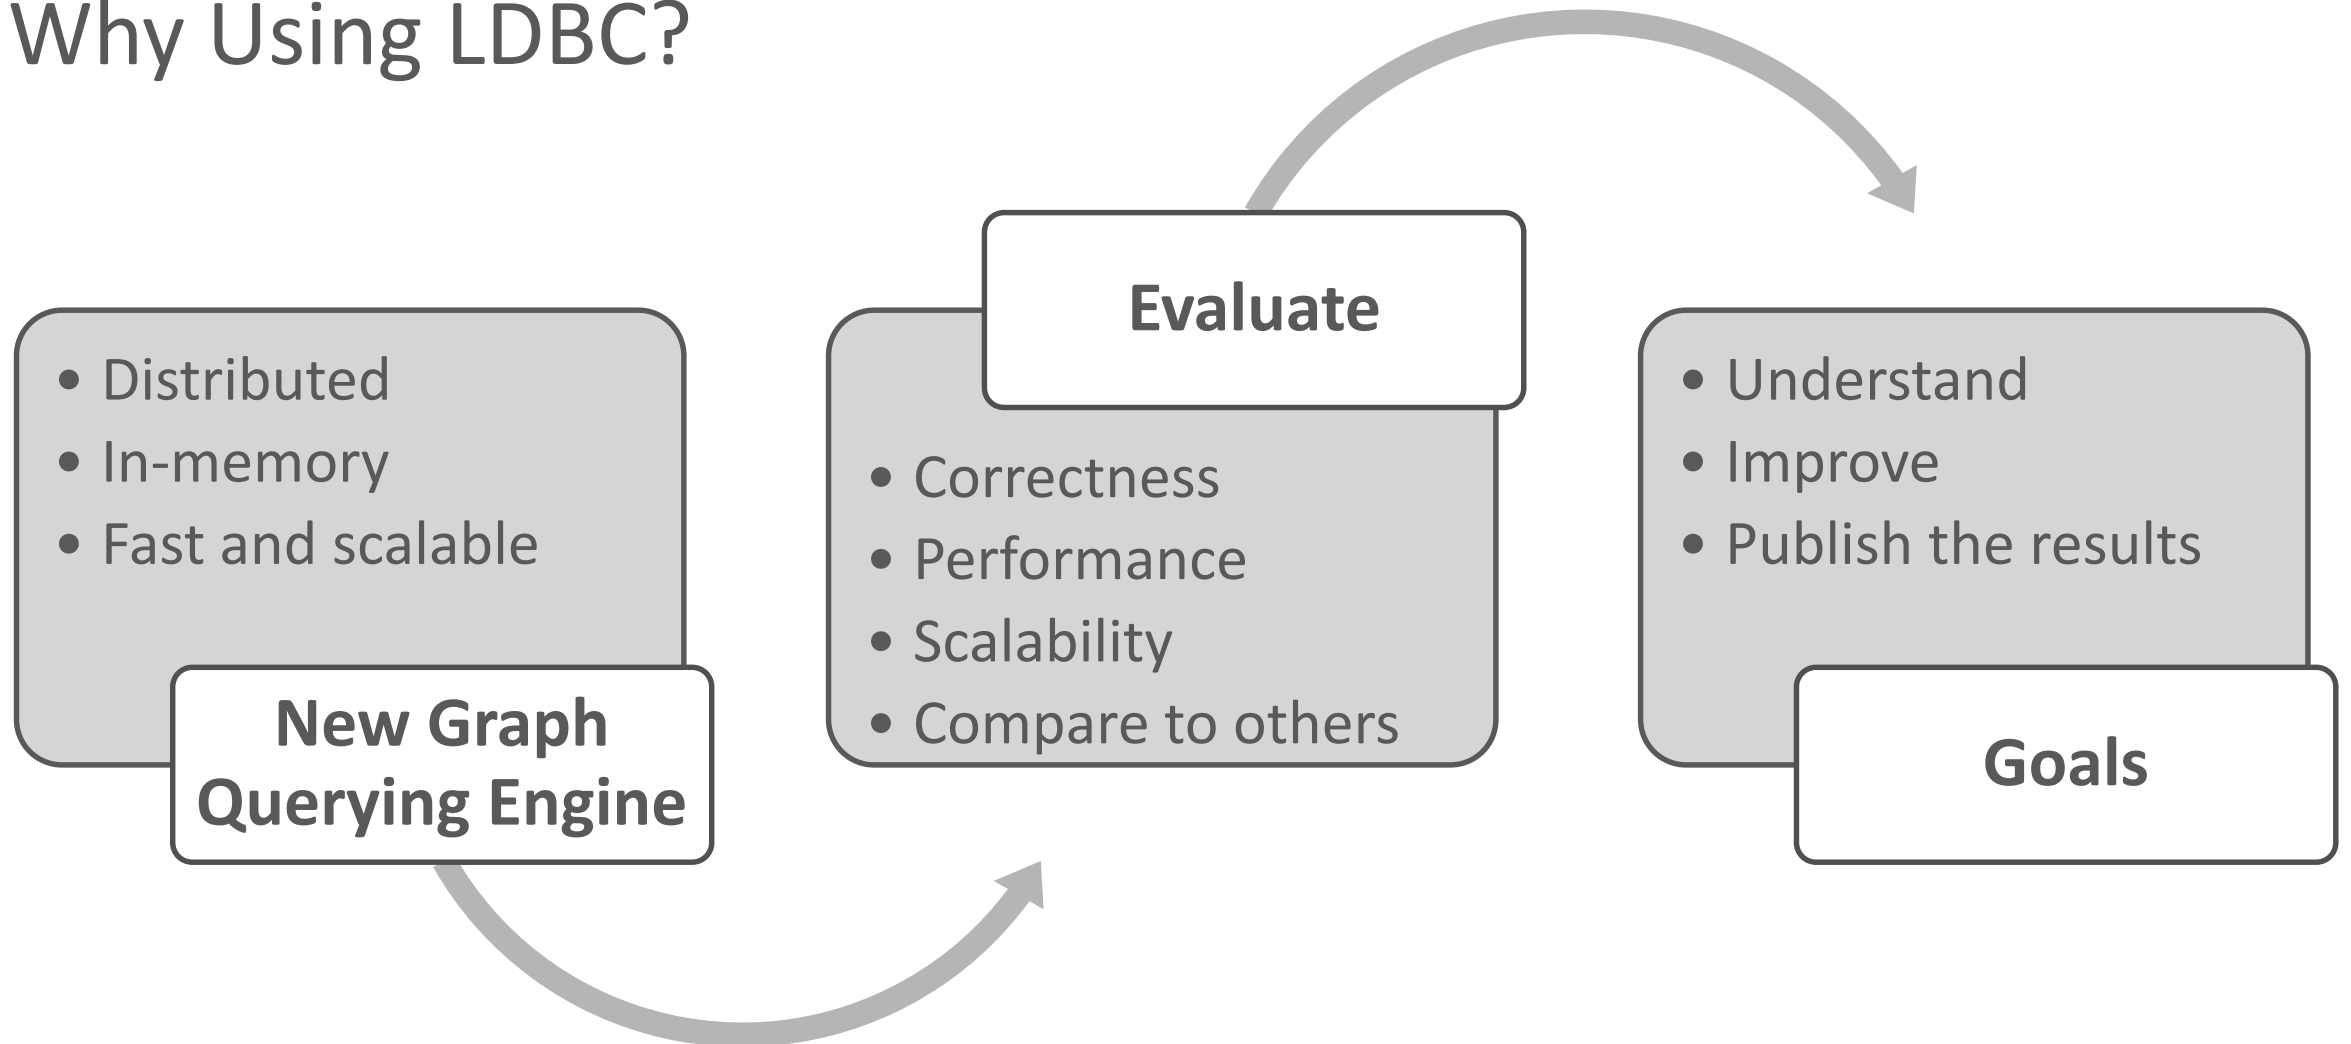 Why Using LDBC?
• Distributed
• In-memory
• Fast and scalable
New Graph
Querying Engine
Evaluate
• Correctness
• Performance
• Scalability
• Compare to others
• Understand
• Improve
• Publish the results
Goals